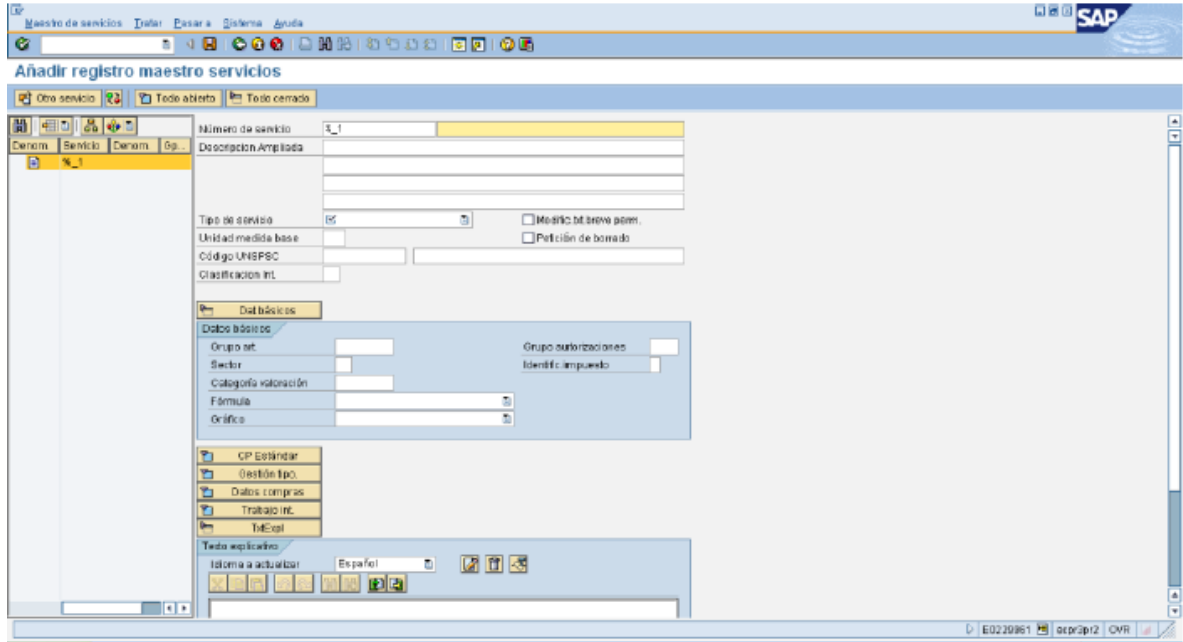 Maestro de servicios Tratar Pasar a Sistema Ayuda
SAP
Añadir registro maestro servicios
Otro servicio Todo abierto Todo cerrado
Denom Servicio Denom Gp...
%_1
Número de servicio %_1
Descripcion Ampliada
Tipo de servicio Modific.txt.breve perm.
Unidad medida base Petición de borrado
Código UNSPSC
Clasificacion Int.
Dat.básicos
Datos básicos
Grupo art. Grupo autorizaciones
Sector Identific.impuesto
Categoría valoración
Fórmula
Gráfico
CP Estándar
Gestión tipo.
Datos compras
Trabajo int.
TxtExpl
Texto explicativo
Idioma a actualizar Español
OVR